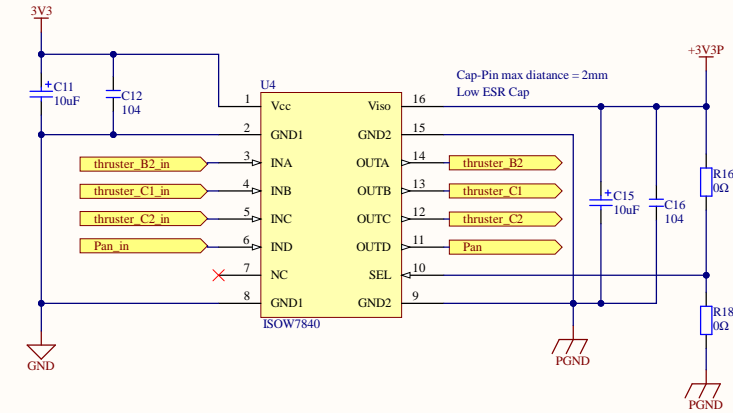 3V3
+3V3P
Cap-Pin max diatance = 2mm
Low ESR Cap
U4
+ C11
10uF
C12
104
1 Vcc Viso 16
2 GND1 GND2 15
thruster_B2_in 3 INA OUTA 14 thruster_B2
thruster_C1_in 4 INB OUTB 13 thruster_C1
thruster_C2_in 5 INC OUTC 12 thruster_C2
Pan_in 6 IND OUTD 11 Pan
7 NC SEL 10
8 GND1 GND2 9
ISOW7840
+ C15
10uF
C16
104
R16
0Ω
R18
0Ω
GND
PGND
PGND